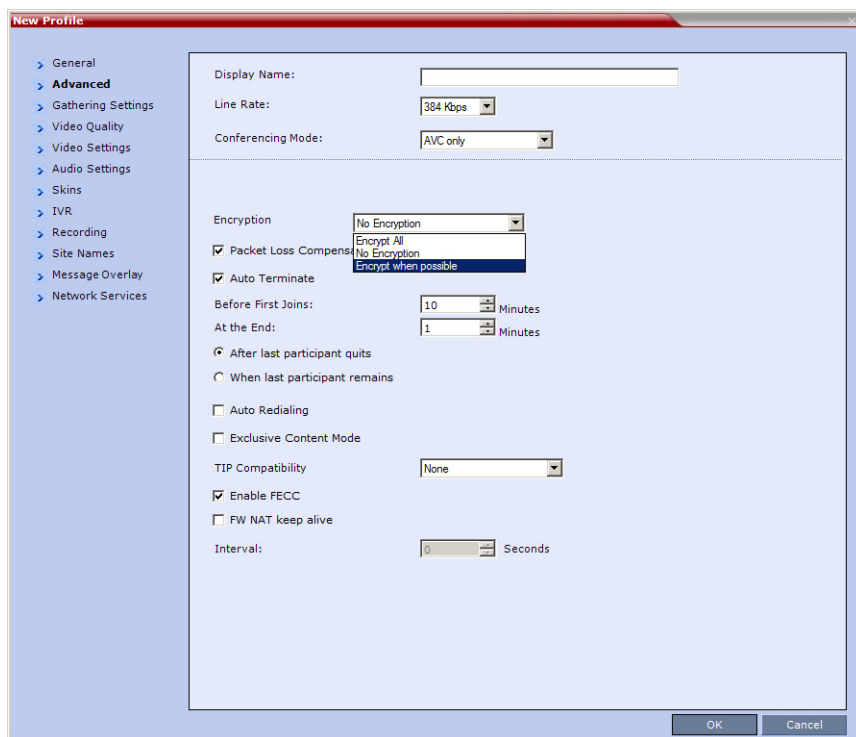 New Profile
General
Advanced
Gathering Settings
Video Quality
Video Settings
Audio Settings
Skins
IVR
Recording
Site Names
Message Overlay
Network Services
Display Name:
Line Rate: 384 Kbps
Conferencing Mode: AVC only
Encryption No Encryption
Encrypt All
No Encryption
Encrypt when possible
Packet Loss Compensa
Auto Terminate
Before First Joins: 10 Minutes
At the End: 1 Minutes
After last participant quits
When last participant remains
Auto Redialing
Exclusive Content Mode
TIP Compatibility None
Enable FECC
FW NAT keep alive
Interval: 0 Seconds
OK Cancel